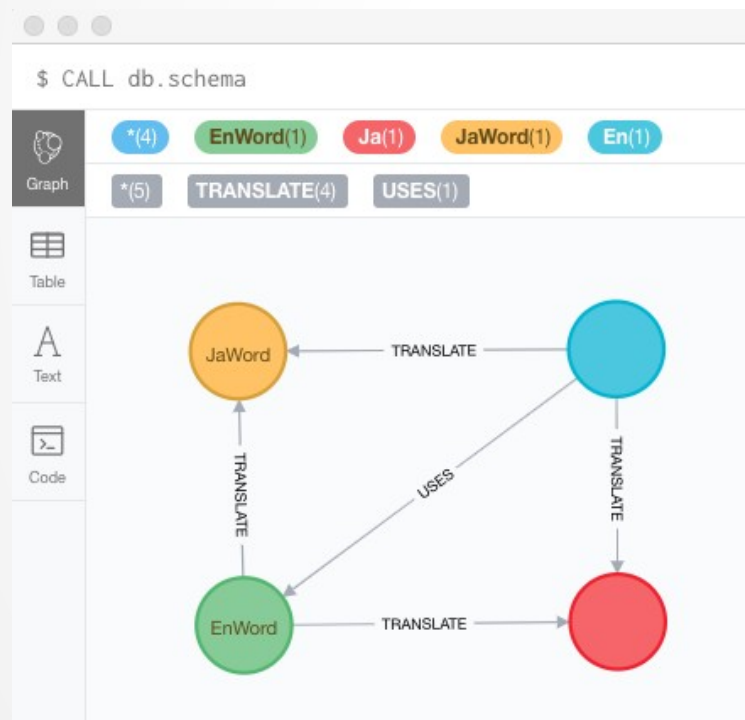 $ CALL db.schema
*(4) EnWord(1) Ja(1) JaWord(1) En(1)
Graph
*(5) TRANSLATE(4) USES(1)
Table
Text
Code
JaWord
TRANSLATE
TRANSLATE
USES
TRANSLATE
EnWord
TRANSLATE